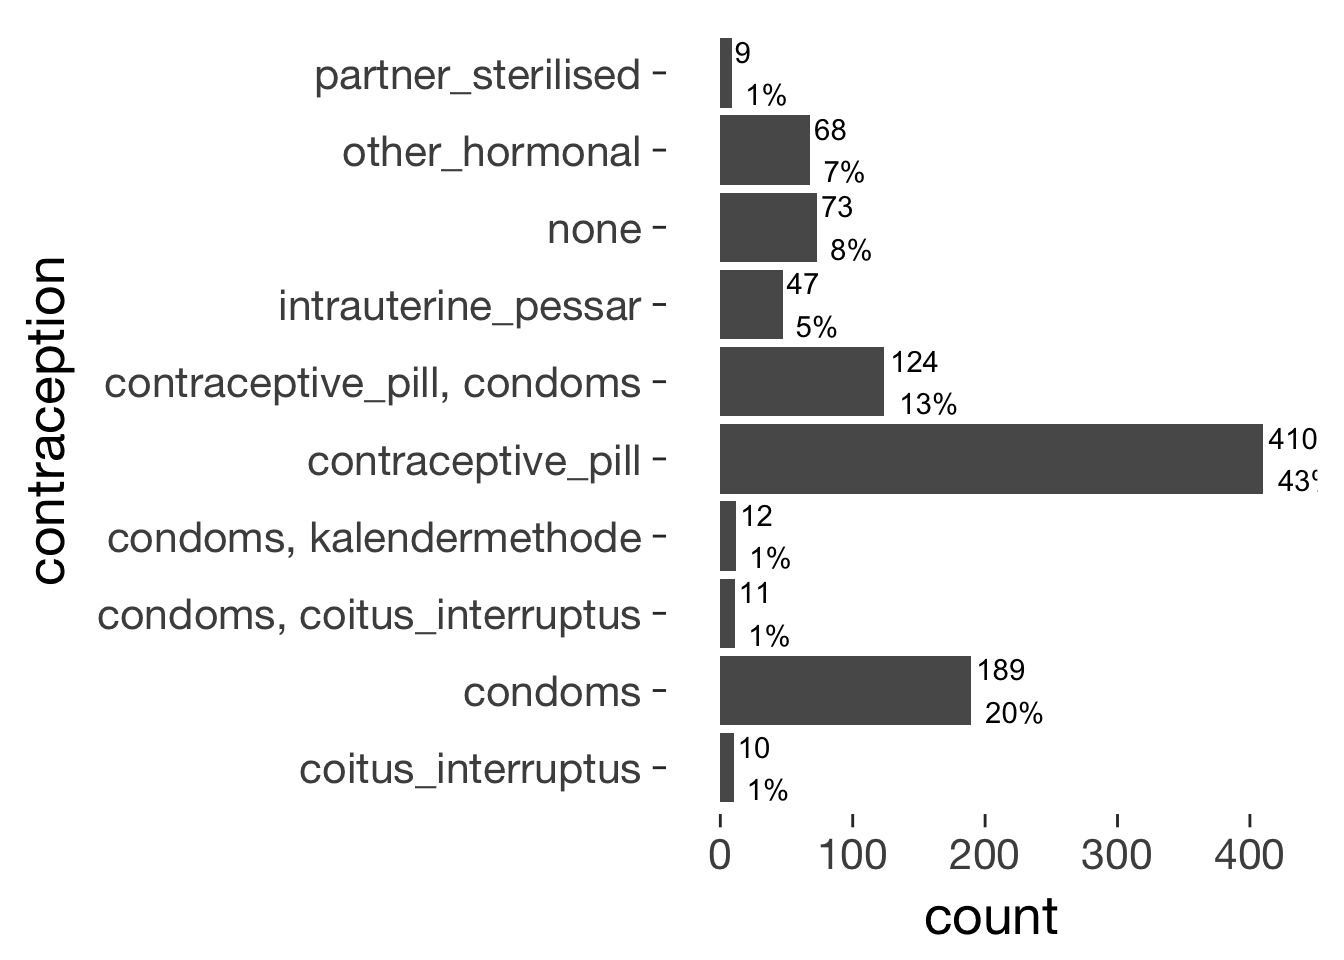 contraception
partner_sterilised
9
1%
other_hormonal
68
7%
none
73
8%
intrauterine_pessar
47
5%
contraceptive_pill, condoms
124
13%
contraceptive_pill
410
43%
condoms, kalendermethode
12
1%
condoms, coitus_interruptus
11
1%
condoms
189
20%
coitus_interruptus
10
1%
0 100 200 300 400
count